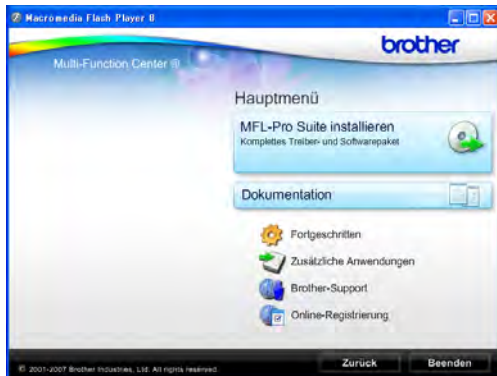 Macromedia Flash Player 8
brother
Multi-Function Center ®
Hauptmenü
MFL-Pro Suite installieren
Komplettes Treiber- und Softwarepaket
Dokumentation
Fortgeschritten
Zusätzliche Anwendungen
Brother-Support
Online-Registrierung
© 2001-2007 Brother Industries, Ltd. All rights reserved.
Zurück
Beenden